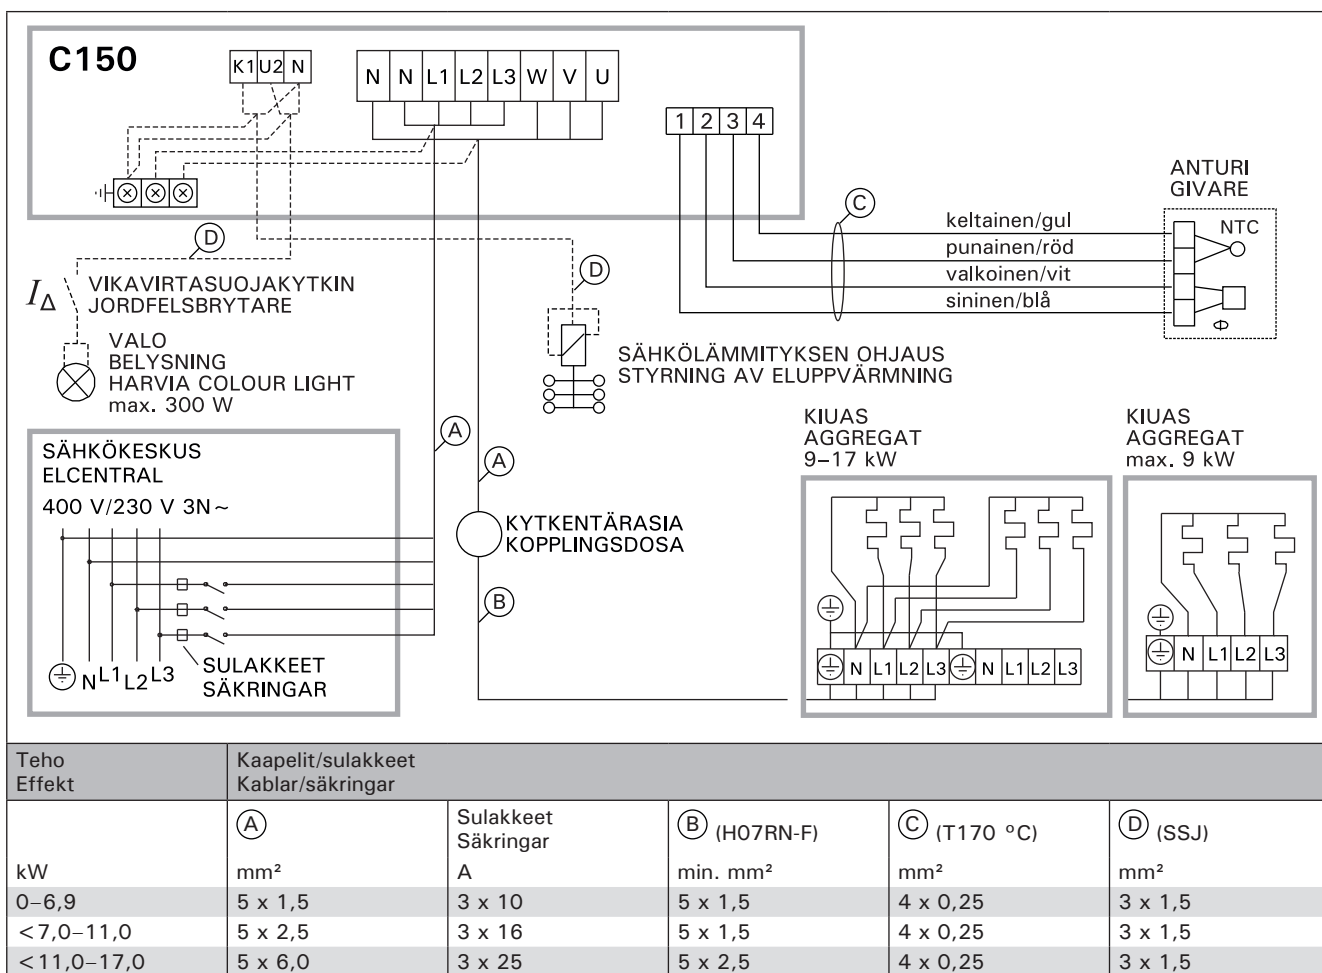 C150
K1 U2 N
N N L1 L2 L3 W V U
1 2 3 4
ANTURI
GIVARE
NTC
C
keltainen/gul
punainen/röd
valkoinen/vit
sininen/blå
Φ
D
D
I∆
VIKAVIRTASUOJAKYTKIN
JORDFELSBRYTARE
VALO
BELYSNING
HARVIA COLOUR LIGHT
max. 300 W
SÄHKÖLÄMMITYKSEN OHJAUS
STYRNING AV ELUPPVÄRMNING
A
A
SÄHKÖKESKUS
ELCENTRAL
400 V/230 V 3N~
N L1 L2 L3
SULAKKEET
SÄKRINGAR
KYTKENTÄRASIA
KOPPLINGSDOSA
B
KIUAS
AGGREGAT
9–17 kW
N L1 L2 L3 N L1 L2 L3
KIUAS
AGGREGAT
max. 9 kW
N L1 L2 L3
Teho
Effekt
Kaapelit/sulakkeet
Kablar/säkringar
A
Sulakkeet
Säkringar
B (H07RN-F)
C (T170 °C)
D (SSJ)
kW mm² A min. mm² mm² mm²
0–6,9 5 x 1,5 3 x 10 5 x 1,5 4 x 0,25 3 x 1,5
<7,0–11,0 5 x 2,5 3 x 16 5 x 1,5 4 x 0,25 3 x 1,5
<11,0–17,0 5 x 6,0 3 x 25 5 x 2,5 4 x 0,25 3 x 1,5